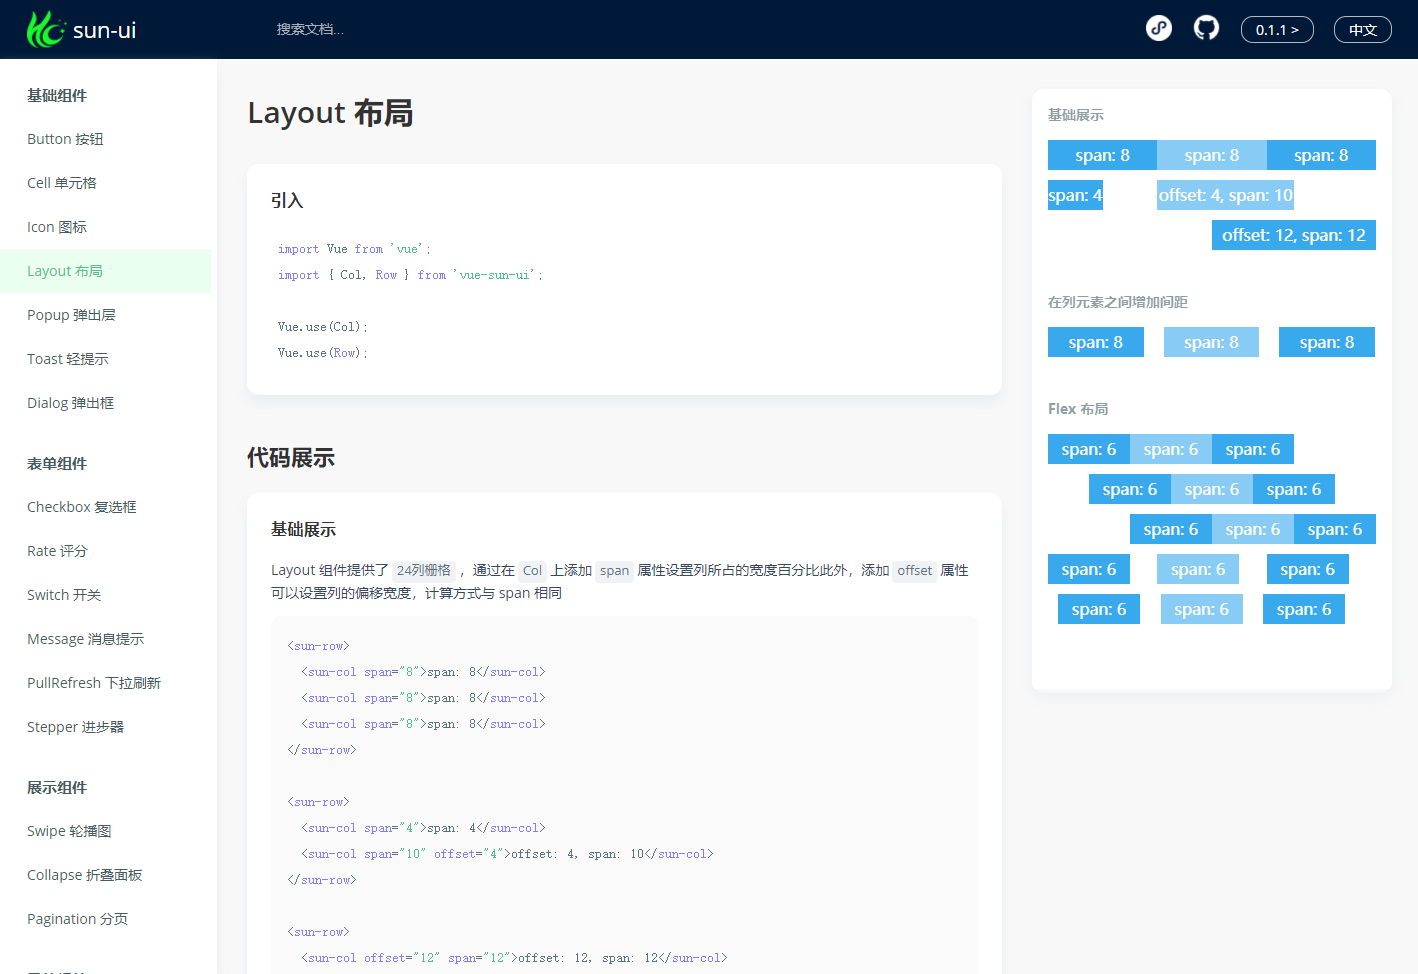 sun-ui
搜索文档...
0.1.1 >
中文
基础组件
Button 按钮
Cell 单元格
Icon 图标
Layout 布局
Popup 弹出层
Toast 轻提示
Dialog 弹出框
表单组件
Checkbox 复选框
Rate 评分
Switch 开关
Message 消息提示
PullRefresh 下拉刷新
Stepper 进步器
展示组件
Swipe 轮播图
Collapse 折叠面板
Pagination 分页
Layout 布局
引入
import Vue from 'vue';
import { Col, Row } from 'vue-sun-ui';
Vue.use(Col);
Vue.use(Row);
代码展示
基础展示
Layout 组件提供了 24列栅格 ，通过在 Col 上添加 span 属性设置列所占的宽度百分比此外，添加 offset 属性
可以设置列的偏移宽度，计算方式与 span 相同
<sun-row>
  <sun-col span="8">span: 8</sun-col>
  <sun-col span="8">span: 8</sun-col>
  <sun-col span="8">span: 8</sun-col>
</sun-row>
<sun-row>
  <sun-col span="4">span: 4</sun-col>
  <sun-col span="10" offset="4">offset: 4, span: 10</sun-col>
</sun-row>
<sun-row>
  <sun-col offset="12" span="12">offset: 12, span: 12</sun-col>
基础展示
span: 8 span: 8 span: 8
span: 4 offset: 4, span: 10
offset: 12, span: 12
在列元素之间增加间距
span: 8 span: 8 span: 8
Flex 布局
span: 6 span: 6 span: 6
span: 6 span: 6 span: 6
span: 6 span: 6 span: 6
span: 6 span: 6 span: 6
span: 6 span: 6 span: 6